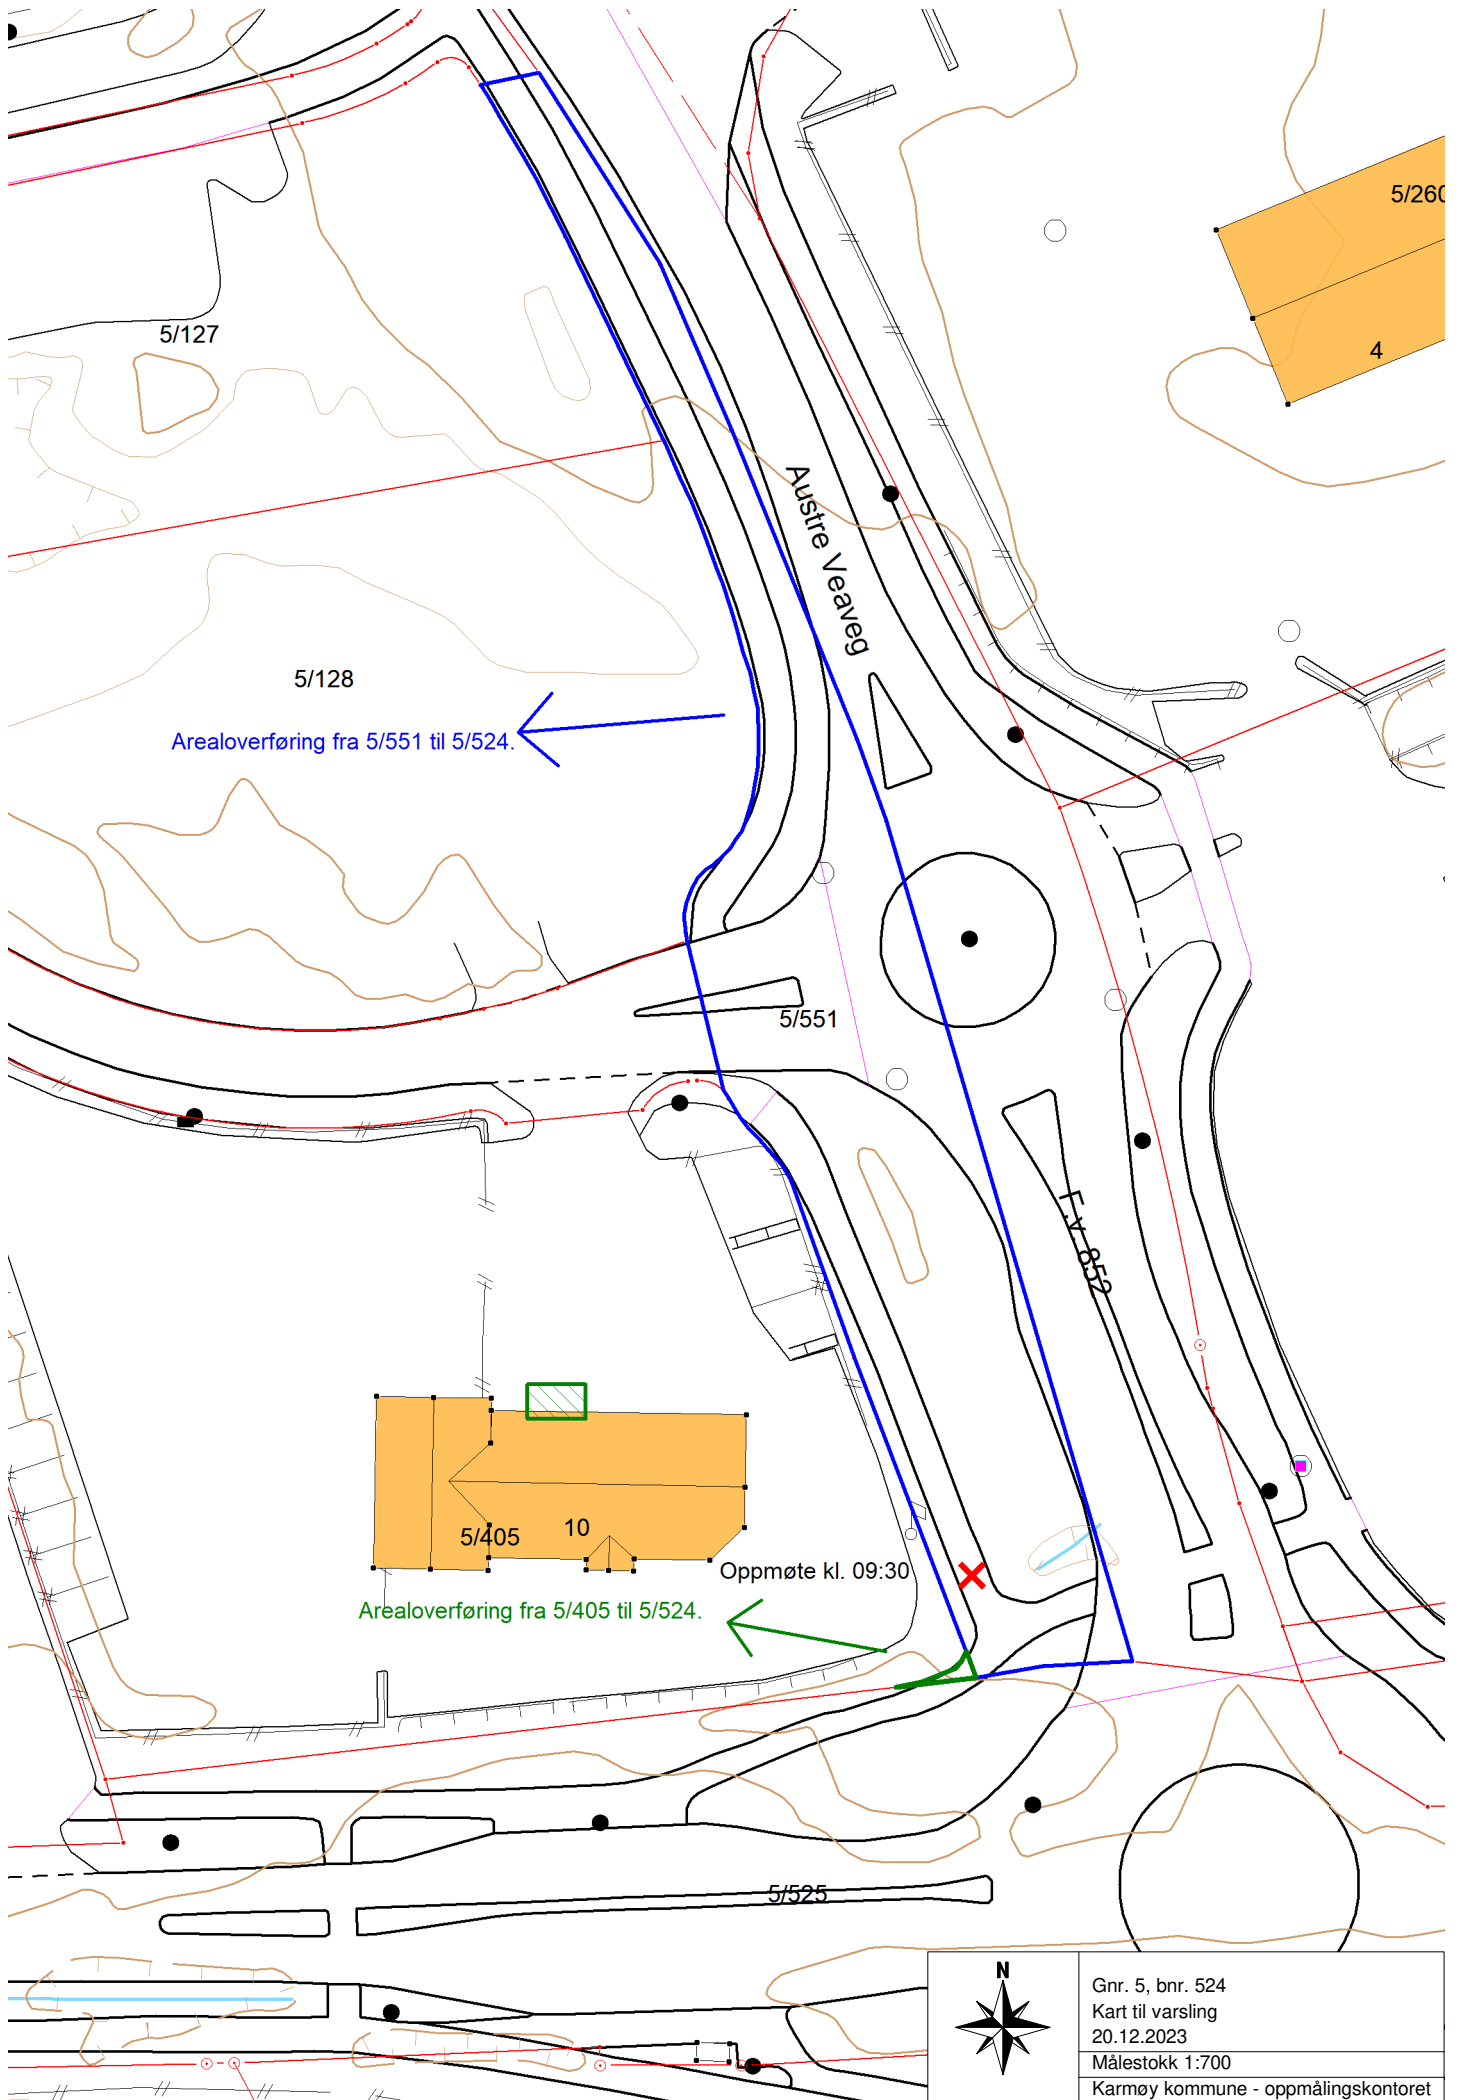 5/260
5/127
4
Austre Veaveg
5/128
Arealoverføring fra 5/551 til 5/524.
5/551
F.v. 852
10
5/405
Oppmøte kl. 09:30
Arealoverføring fra 5/405 til 5/524.
5/525
N
Gnr. 5, bnr. 524
Kart til varsling
20.12.2023
Målestokk 1:700
Karmøy kommune - oppmålingskontoret